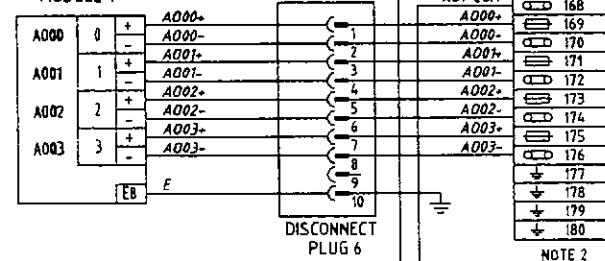 168
A000+ A000+ 169
A000 0 + A000- 1 A000- 170
- A001+ 2 A001+ 171
A001 1 + A001- 3 A001- 172
- A002+ 4 A002+ 173
A002 2 + A002- 5 A002- 174
- A003+ 6 A003+ 175
A003 3 + A003- 7 A003- 176
- 8 177
EB E 9 178
10 179
180
DISCONNECT
PLUG 6
NOTE 2